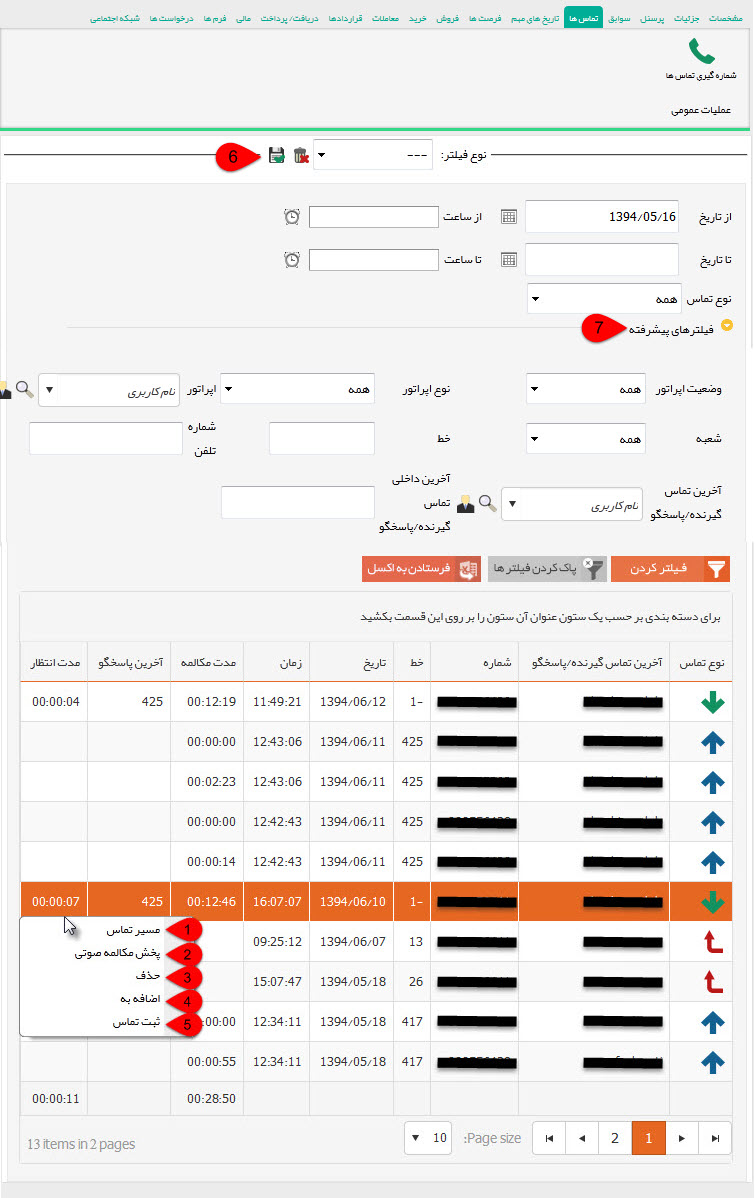 مشخصات جزئیات پرسنل سوابق تماس ها تاریخ های مهم فرصت ها فروش خرید معاملات قراردادها دریافت/ پرداخت مالی فرم ها درخواست ها شبکه اجتماعی
شماره گیری تماس ها
عملیات عمومی
نوع فیلتر: --- 6
از تاریخ 1394/05/16 از ساعت
تا تاریخ تا ساعت
نوع تماس همه
فیلترهای پیشرفته 7
وضعیت اپراتور همه نوع اپراتور همه اپراتور نام کاربری
شعبه همه خط شماره تلفن
آخرین تماس گیرنده/پاسخگو نام کاربری آخرین داخلی تماس گیرنده/پاسخگو
فیلتر کردن پاک کردن فیلتر ها فرستادن به اکسل
برای دسته بندی بر حسب یک ستون عنوان آن ستون را بر روی این قسمت بکشید
نوع تماس آخرین تماس گیرنده/پاسخگو شماره خط تاریخ زمان مدت مکالمه آخرین پاسخگو مدت انتظار
1- 1394/06/12 11:49:21 00:12:19 425 00:00:04
425 1394/06/11 12:43:06 00:00:00
425 1394/06/11 12:43:06 00:02:23
425 1394/06/11 12:42:43 00:00:00
425 1394/06/11 12:42:43 00:00:14
1- 1394/06/10 16:07:07 00:12:46 425 00:00:07
13 1394/06/07 09:25:12
26 1394/05/18 15:07:47
417 1394/05/18 12:34:11 :00:00
417 1394/05/18 12:34:11 00:00:55
00:28:50 00:00:11
مسیر تماس 1
پخش مکالمه صوتی 2
حذف 3
اضافه به 4
ثبت تماس 5
1 2 Page size: 10
13 items in 2 pages